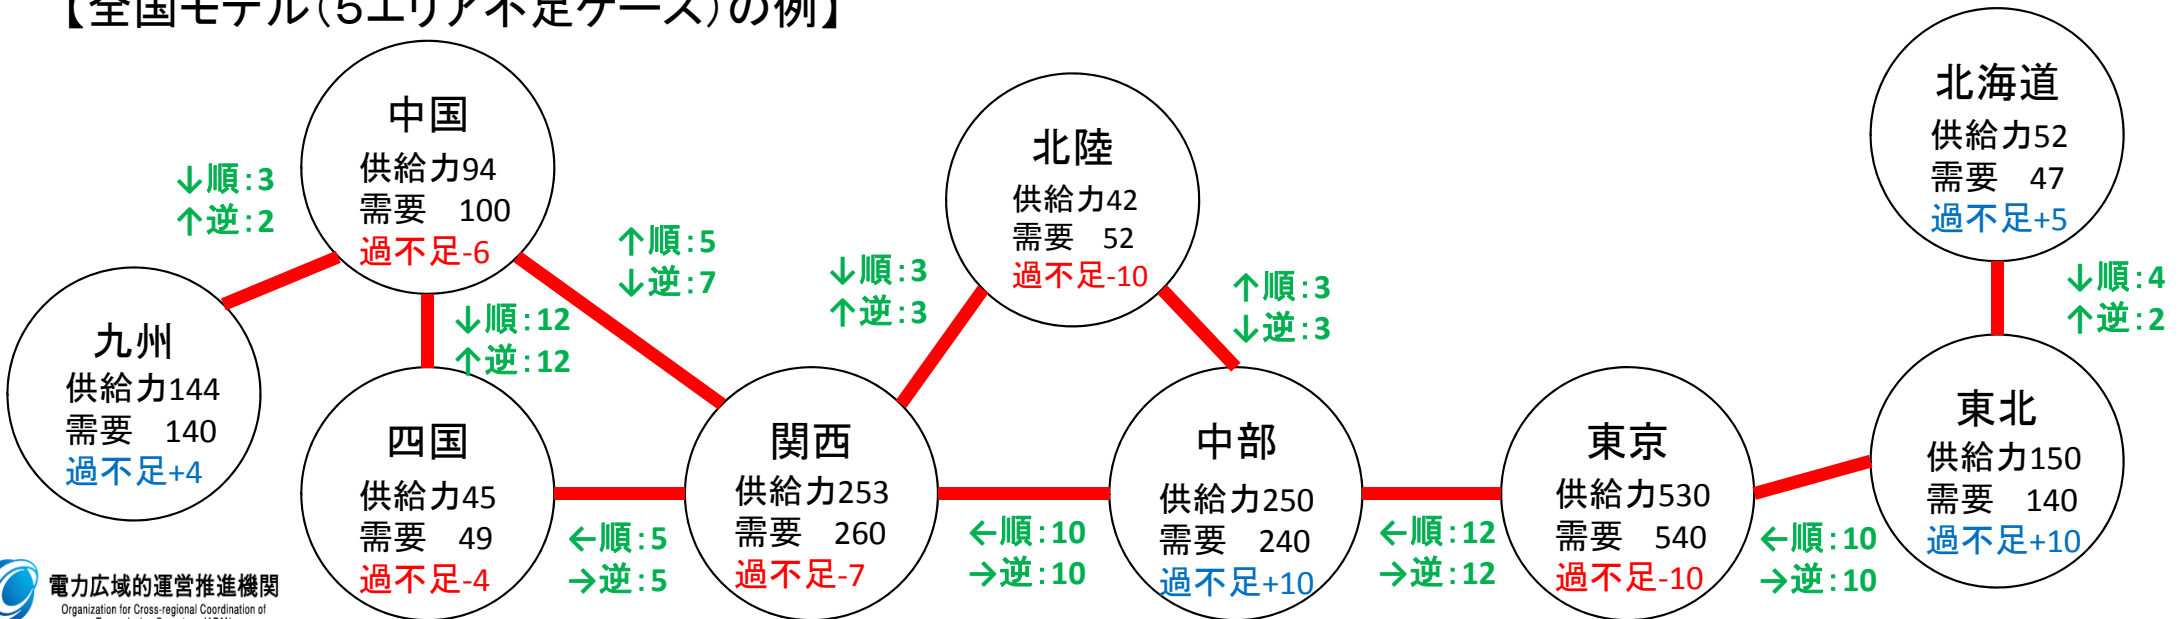 【全国モデル(5エリア不足ケース)の例】
中国
供給力94
需要 100
過不足-6
↓順:3
↑逆:2
九州
供給力144
需要 140
過不足+4
↓順:12
↑逆:12
四国
供給力45
需要 49
過不足-4
↑順:5
↓逆:7
←順:5
→逆:5
関西
供給力253
需要 260
過不足-7
↓順:3
↑逆:3
北陸
供給力42
需要 52
過不足-10
↑順:3
↓逆:3
←順:10
→逆:10
中部
供給力250
需要 240
過不足+10
←順:12
→逆:12
東京
供給力530
需要 540
過不足-10
←順:10
→逆:10
北海道
供給力52
需要 47
過不足+5
↓順:4
↑逆:2
東北
供給力150
需要 140
過不足+10
電力広域的運営推進機関
Organization for Cross-regional Coordination of